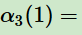 α₃(1) =